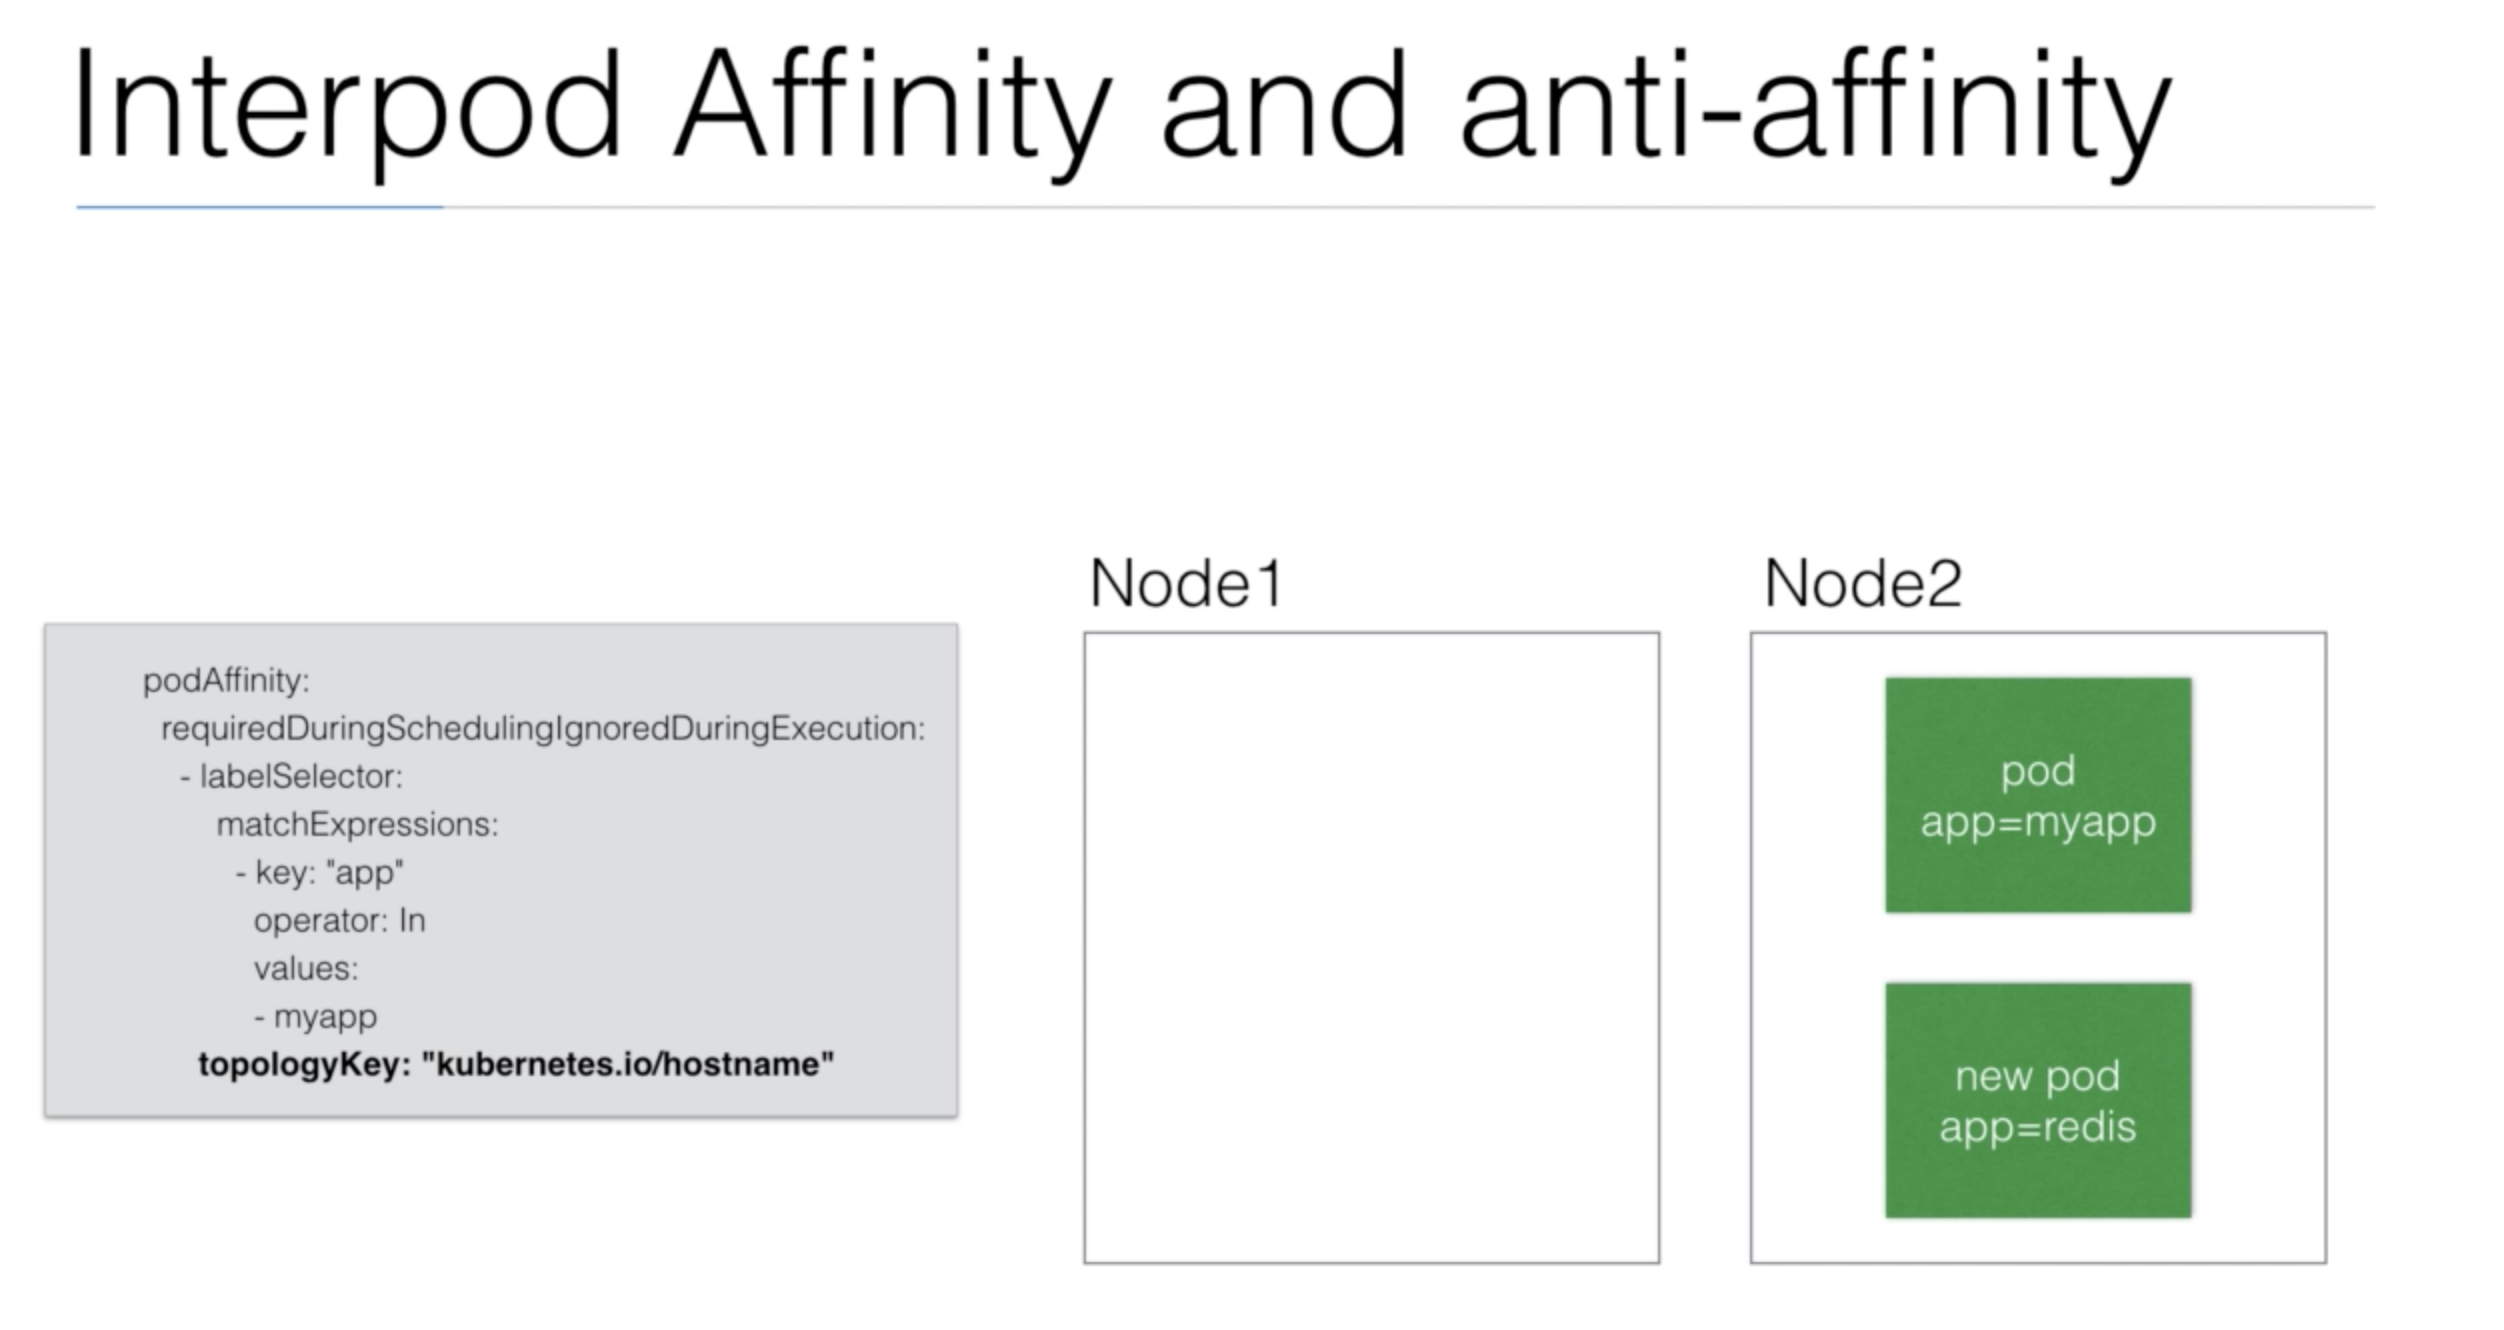 Interpod Affinity and anti-affinity
podAffinity:
requiredDuringSchedulingIgnoredDuringExecution:
- labelSelector:
matchExpressions:
- key: "app"
operator: In
values:
- myapp
topologyKey: "kubernetes.io/hostname"
Node1
Node2
pod
app=myapp
new pod
app=redis